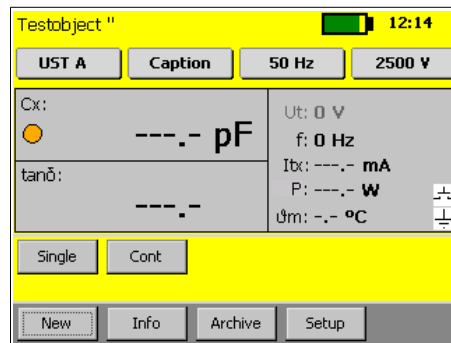 Testobject " 12:14
UST A Caption 50 Hz 2500 V
Cx:
---.- pF
tanδ:
---.-
Ut: 0 V
f: 0 Hz
Itx: ---.- mA
P: ---.- W
ϑm: -.- ºC
Single Cont
New Info Archive Setup